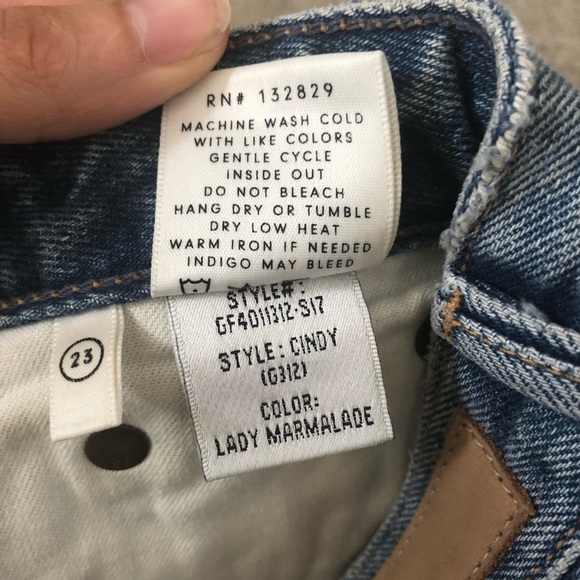 RN# 132829
MACHINE WASH COLD
WITH LIKE COLORS
GENTLE CYCLE
INSIDE OUT
DO NOT BLEACH
HANG DRY OR TUMBLE
DRY LOW HEAT
WARM IRON IF NEEDED
INDIGO MAY BLEED
STYLE#:
GF4011312-S17
STYLE: CINDY
(G312)
COLOR:
LADY MARMALADE
23